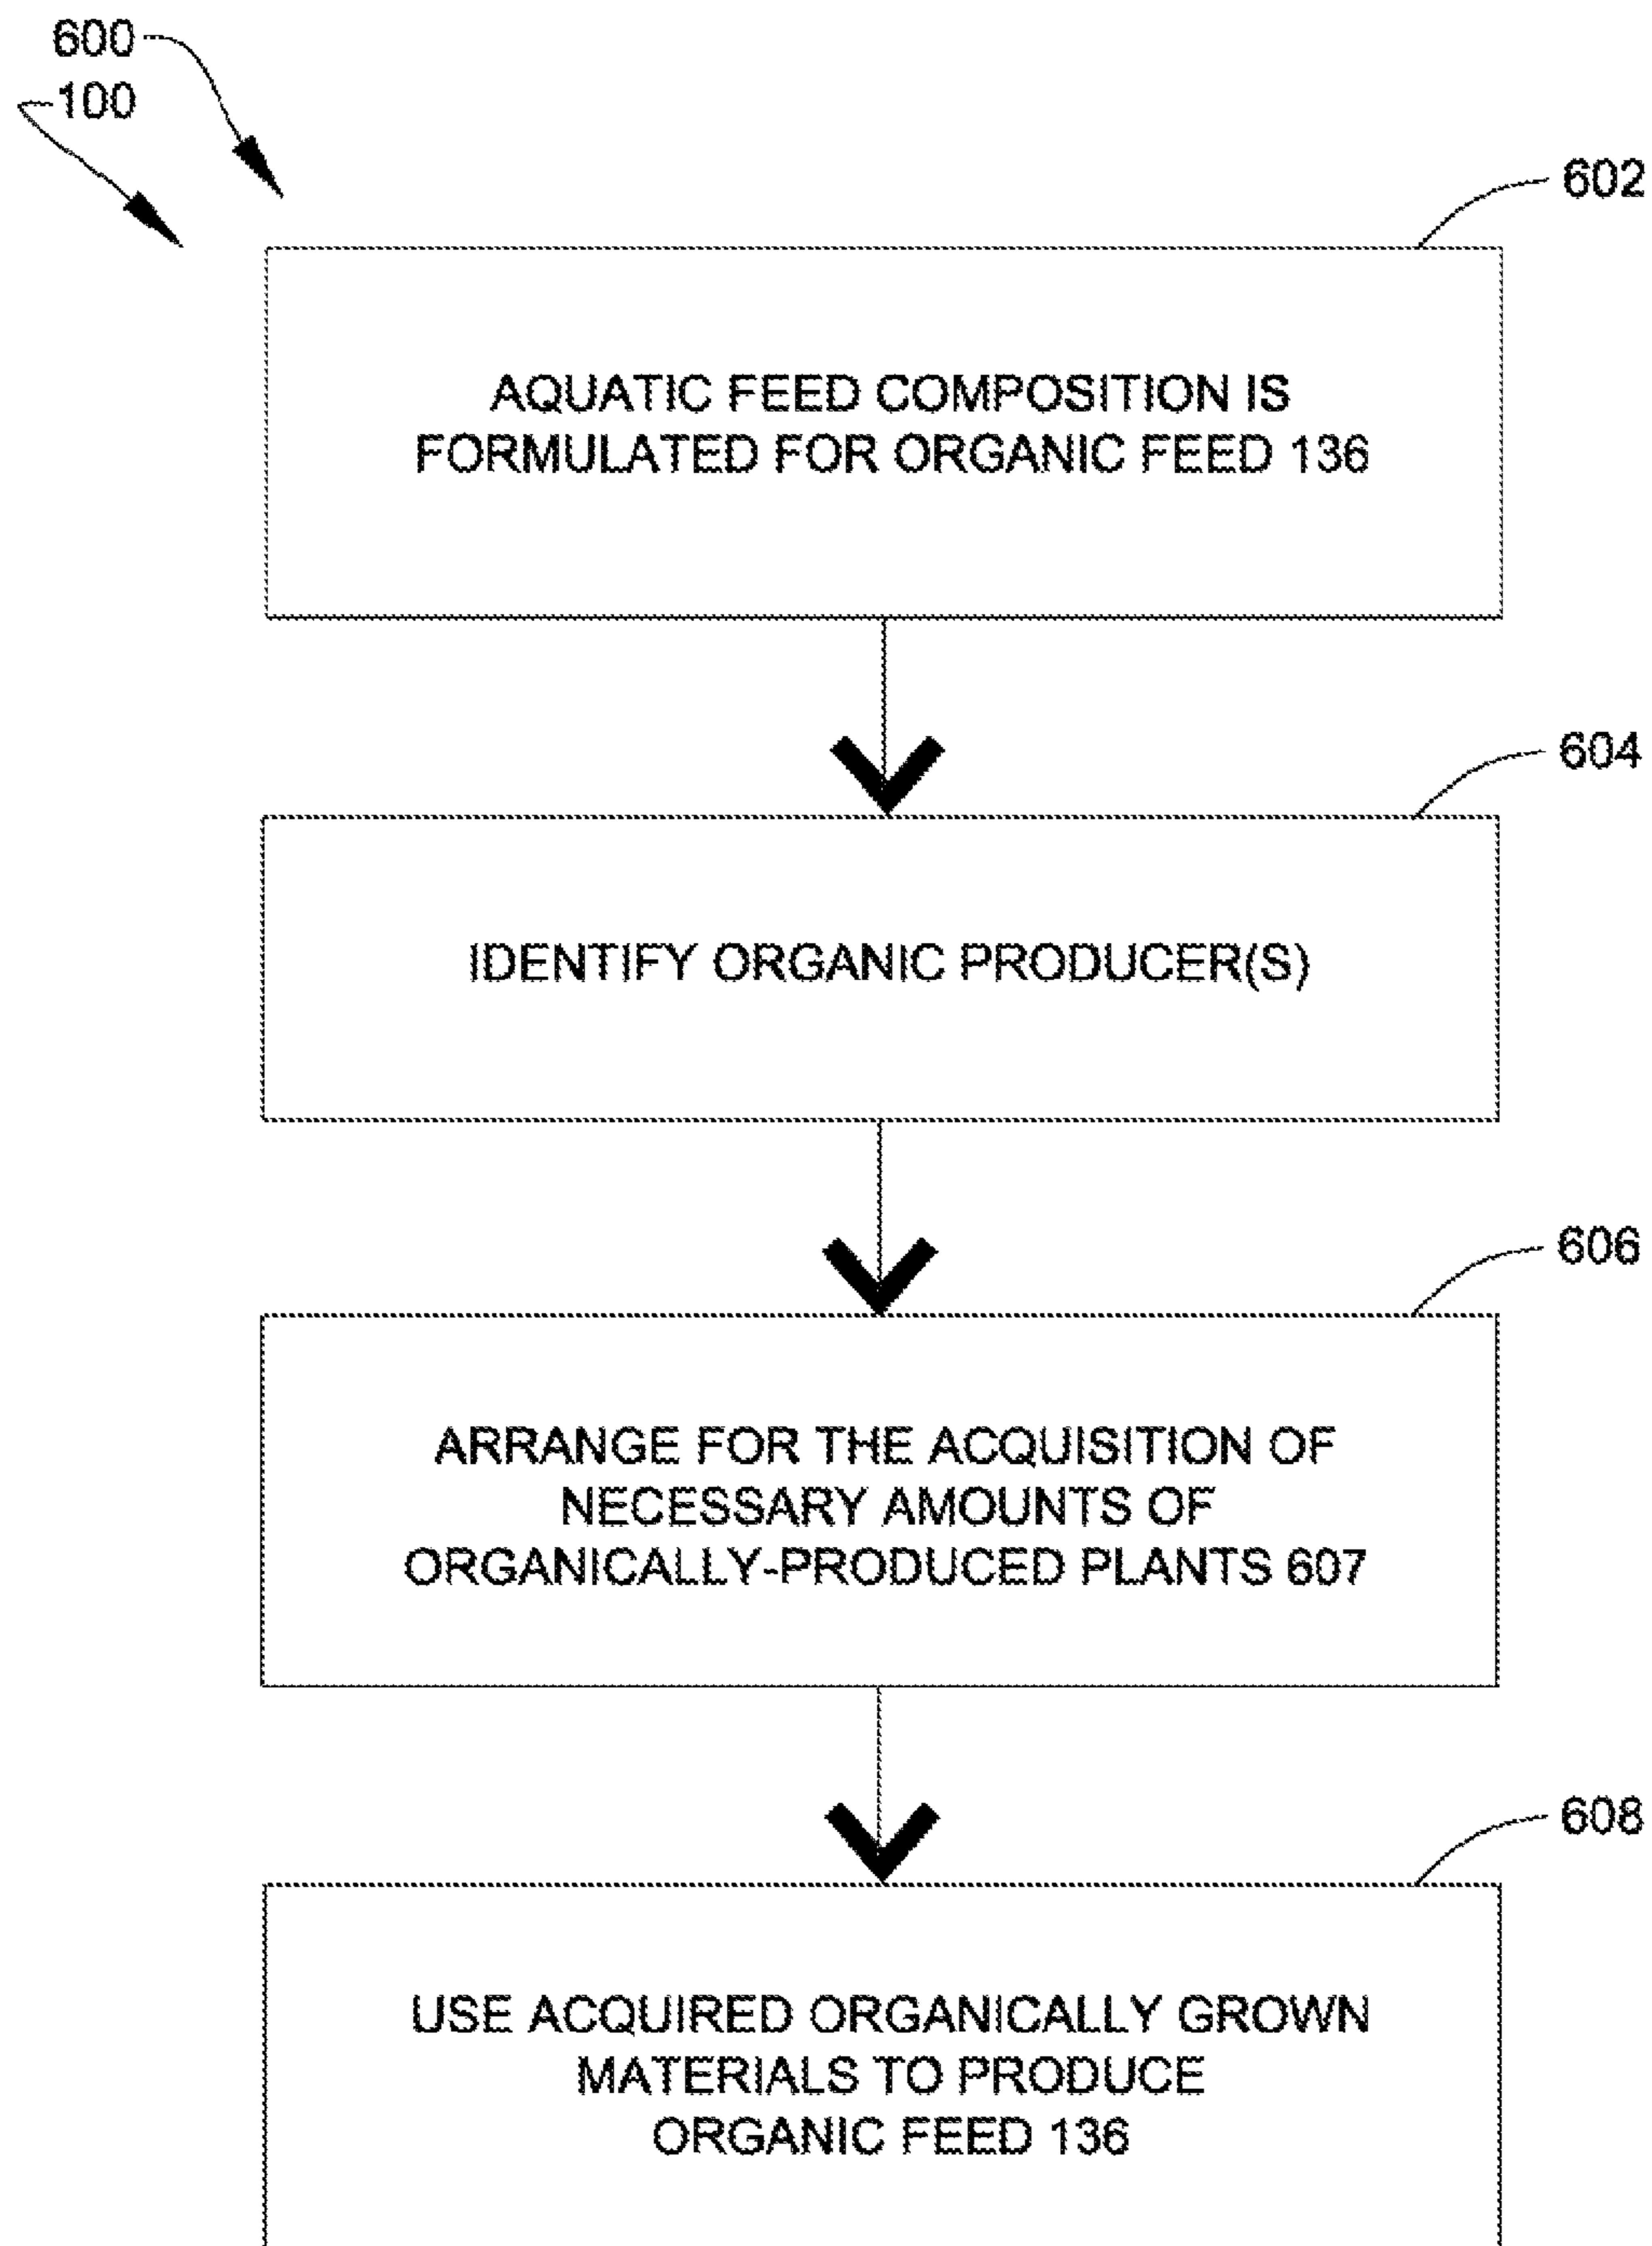 600
100
602
AQUATIC FEED COMPOSITION IS
FORMULATED FOR ORGANIC FEED 136
604
IDENTIFY ORGANIC PRODUCER(S)
606
ARRANGE FOR THE ACQUISITION OF
NECESSARY AMOUNTS OF
ORGANICALLY-PRODUCED PLANTS 607
608
USE ACQUIRED ORGANICALLY GROWN
MATERIALS TO PRODUCE
ORGANIC FEED 136